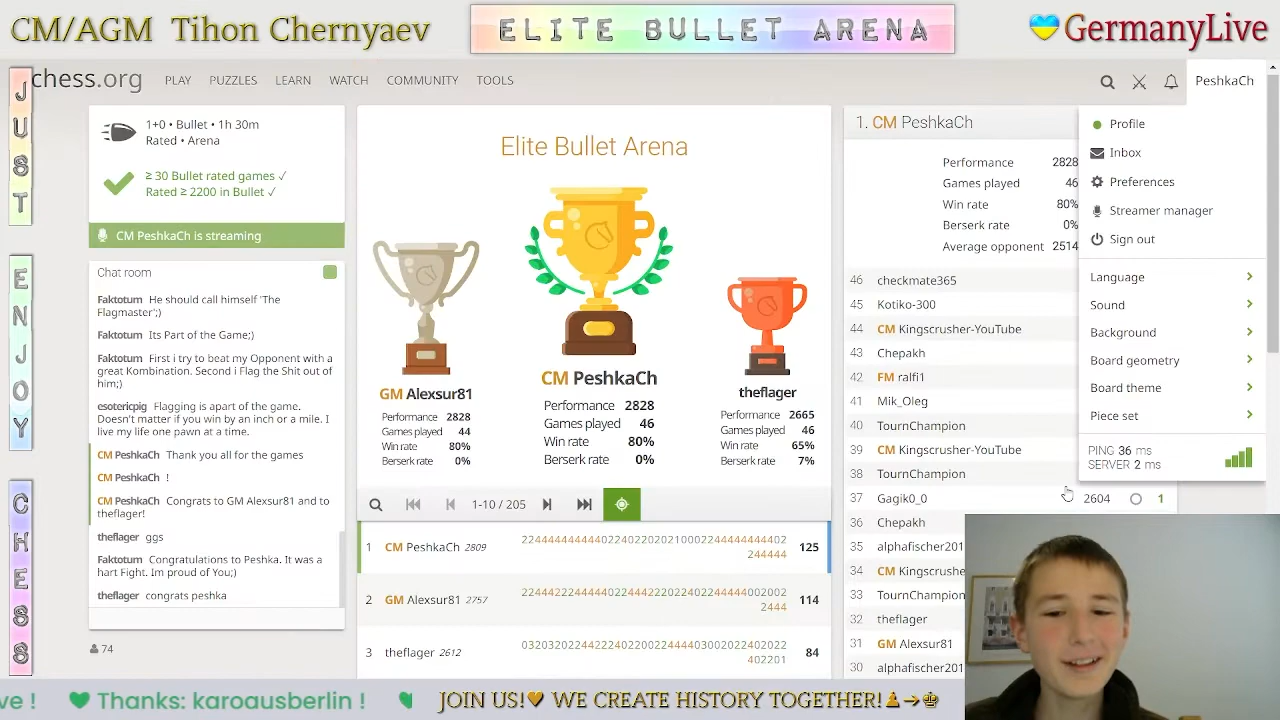 CM/AGM Tihon Chernyaev
ELITE BULLET ARENA
GermanyLive
JUST
ENJOY
CHESS
chess.org
PLAY
PUZZLES
LEARN
WATCH
COMMUNITY
TOOLS
PeshkaCh
1+0 • Bullet • 1h 30m
Rated • Arena
≥ 30 Bullet rated games ✓
Rated ≥ 2200 in Bullet ✓
CM PeshkaCh is streaming
Chat room
Faktotum He should call himself 'The
Flagmaster';)
Faktotum Its Part of the Game;)
Faktotum First i try to beat my Opponent with a
great Kombination. Second i Flag the Shit out of
him;)
esotericpig Flagging is apart of the game.
Doesn't matter if you win by an inch or a mile. I
live my life one pawn at a time.
CM PeshkaCh Thank you all for the games
CM PeshkaCh !
CM PeshkaCh Congrats to GM Alexsur81 and to
theflager!
theflager ggs
Faktotum Congratulations to Peshka. It was a
hart Fight. Im proud of You;)
theflager congrats peshka
74
Elite Bullet Arena
GM Alexsur81
Performance 2828
Games played 44
Win rate 80%
Berserk rate 0%
CM PeshkaCh
Performance 2828
Games played 46
Win rate 80%
Berserk rate 0%
theflager
Performance 2665
Games played 46
Win rate 65%
Berserk rate 7%
1-10 / 205
1 CM PeshkaCh 2809 125
2 GM Alexsur81 2757 114
3 theflager 2612 84
1. CM PeshkaCh
Performance 2828
Games played 46
Win rate 80%
Berserk rate 0%
Average opponent 2514
46 checkmate365
45 Kotiko-300
44 CM Kingscrusher-YouTube
43 Chepakh
42 FM ralfi1
41 Mik_Oleg
40 TournChampion
39 CM Kingscrusher-YouTube
38 TournChampion
37 Gagik0_0 2604 1
36 Chepakh
35 alphafischer201
34 CM Kingscrushe
33 TournChampion
32 theflager
31 GM Alexsur81
30 alphafischer201
Profile
Inbox
Preferences
Streamer manager
Sign out
Language
Sound
Background
Board geometry
Board theme
Piece set
PING 36 ms
SERVER 2 ms
ve ! Thanks: karoausberlin ! JOIN US! WE CREATE HISTORY TOGETHER!